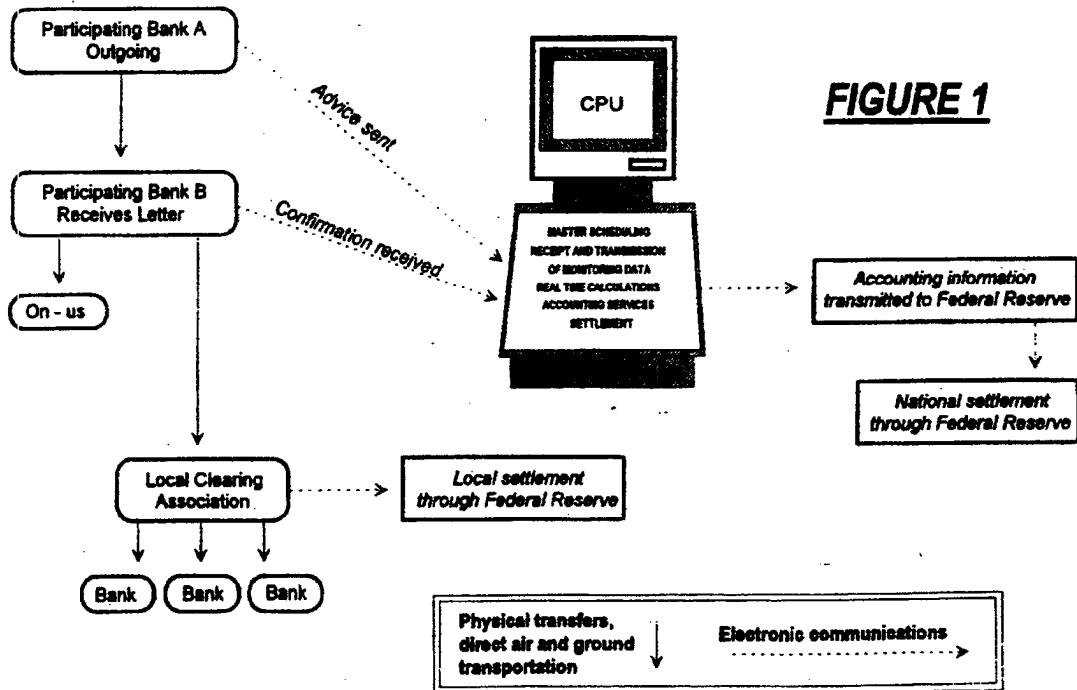 Participating Bank A
Outgoing
Advice sent
CPU
FIGURE 1
Participating Bank B
Receives Letter
Confirmation received
MASTER SCHEDULING
RECEIPT AND TRANSMISSION
OF MONITORING DATA
REAL TIME CALCULATIONS
ACCOUNTING SERVICES
SETTLEMENT
Accounting information
transmitted to Federal Reserve
On - us
National settlement
through Federal Reserve
Local Clearing
Association
Local settlement
through Federal Reserve
Bank
Bank
Bank
Physical transfers,
direct air and ground
transportation
Electronic communications